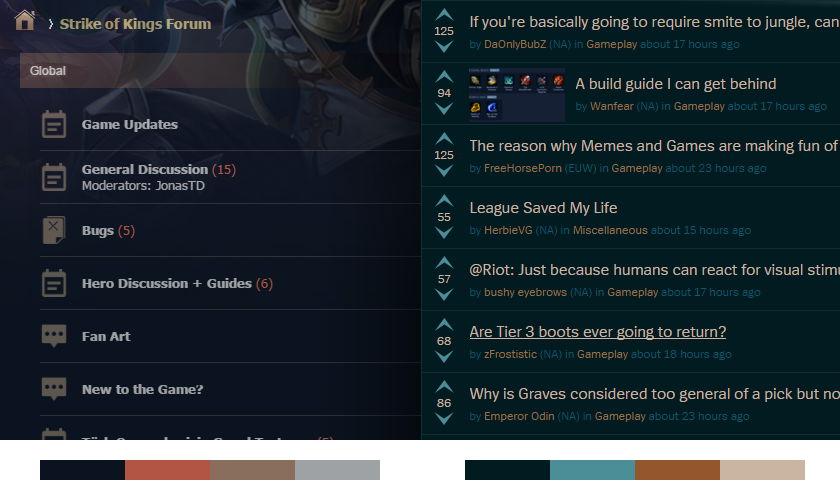 Strike of Kings Forum
Global
Game Updates
General Discussion (15)
Moderators: JonasTD
Bugs (5)
Hero Discussion + Guides (6)
Fan Art
New to the Game?
125
If you're basically going to require smite to jungle, can
by DaOnlyBubZ (NA) in Gameplay about 17 hours ago
94
A build guide I can get behind
by Wanfear (NA) in Gameplay about 17 hours ago
125
The reason why Memes and Games are making fun of
by FreeHorsePorn (EUW) in Gameplay about 23 hours ago
55
League Saved My Life
by HerbieVG (NA) in Miscellaneous about 15 hours ago
57
@Riot: Just because humans can react for visual
by bushy eyebrows (NA) in Gameplay about 17 hours ago
68
Are Tier 3 boots ever going to return?
by zFrostistic (NA) in Gameplay about 18 hours ago
86
Why is Graves considered too general of a pick but no
by Emperor Odin (NA) in Gameplay about 23 hours ago